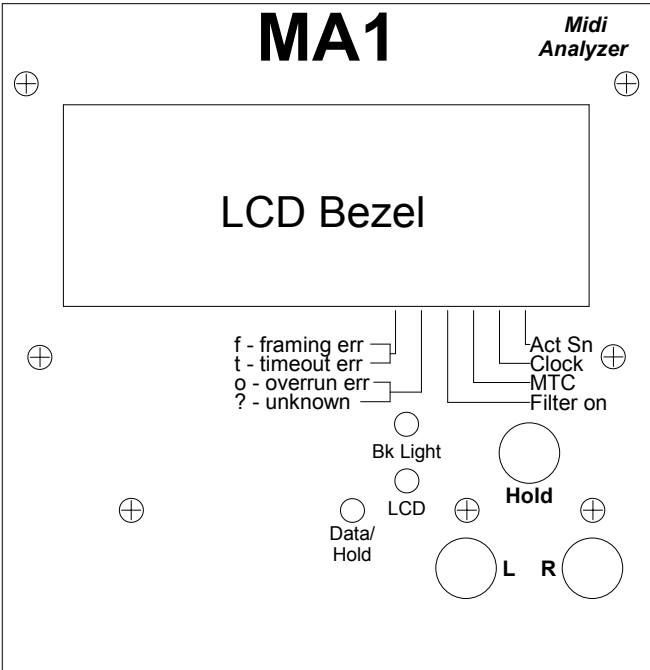 MA1
Midi
Analyzer
LCD Bezel
f - framing err
t - timeout err
o - overrun err
? - unknown
Act Sn
Clock
MTC
Filter on
Bk Light
LCD
Hold
Data/
Hold
L
R